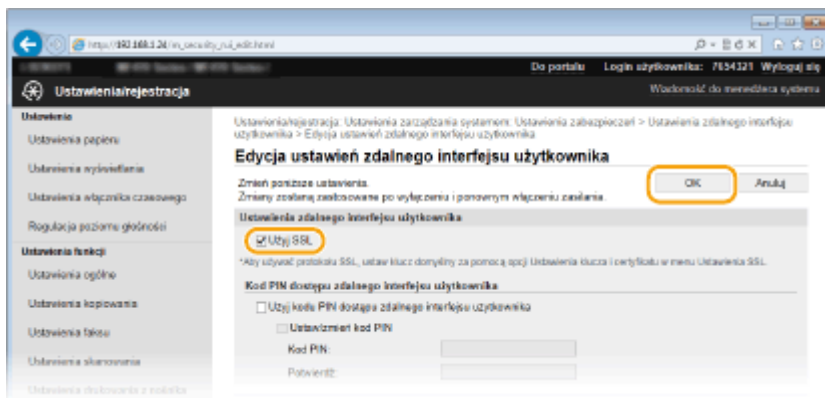 http://192.168.1.24/m_security_rui_edit.html
Do portalu Login użytkownika: 7654321 Wyloguj się
Ustawienia/rejestracja
Wiadomość do menedżera systemu
Ustawienia
Ustawienia papieru
Ustawienia wyświetlania
Ustawienia włącznika czasowego
Regulacja poziomu głośności
Ustawienia funkcji
Ustawienia ogólne
Ustawienia kopiowania
Ustawienia faksu
Ustawienia skanowania
Ustawienia drukowania z nośnika
Ustawienia/rejestracja: Ustawienia zarządzania systemem: Ustawienia zabezpieczeń > Ustawienia zdalnego interfejsu
użytkownika > Edycja ustawień zdalnego interfejsu użytkownika
Edycja ustawień zdalnego interfejsu użytkownika
Zmień poniższe ustawienia.
Zmiany zostaną zastosowane po wyłączeniu i ponownym włączeniu zasilania.
OK
Anuluj
Ustawienia zdalnego interfejsu użytkownika
Użyj SSL
*Aby używać protokołu SSL, ustaw klucz domyślny za pomocą opcji Ustawienia klucza i certyfikatu w menu Ustawienia SSL.
Kod PIN dostępu zdalnego interfejsu użytkownika
Użyj kodu PIN dostępu zdalnego interfejsu użytkownika
Ustaw/zmień kod PIN
Kod PIN:
Potwierdź: